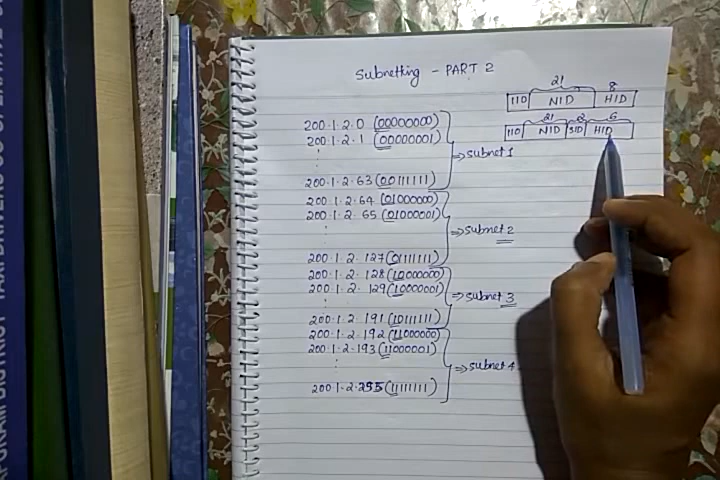 Subnetting - PART 2
21 8
110 NID HID
21 2 6
110 NID SID HID
200.1.2.0 (00000000)
200.1.2.1 (00000001)
⇒ subnet 1
200.1.2.63 (00111111)
200.1.2.64 (01000000)
200.1.2.65 (01000001)
⇒ subnet 2
200.1.2.127 (01111111)
200.1.2.128 (10000000)
200.1.2.129 (10000001)
⇒ subnet 3
200.1.2.191 (10111111)
200.1.2.192 (11000000)
200.1.2.193 (11000001)
⇒ subnet 4.
200.1.2.255 (11111111)